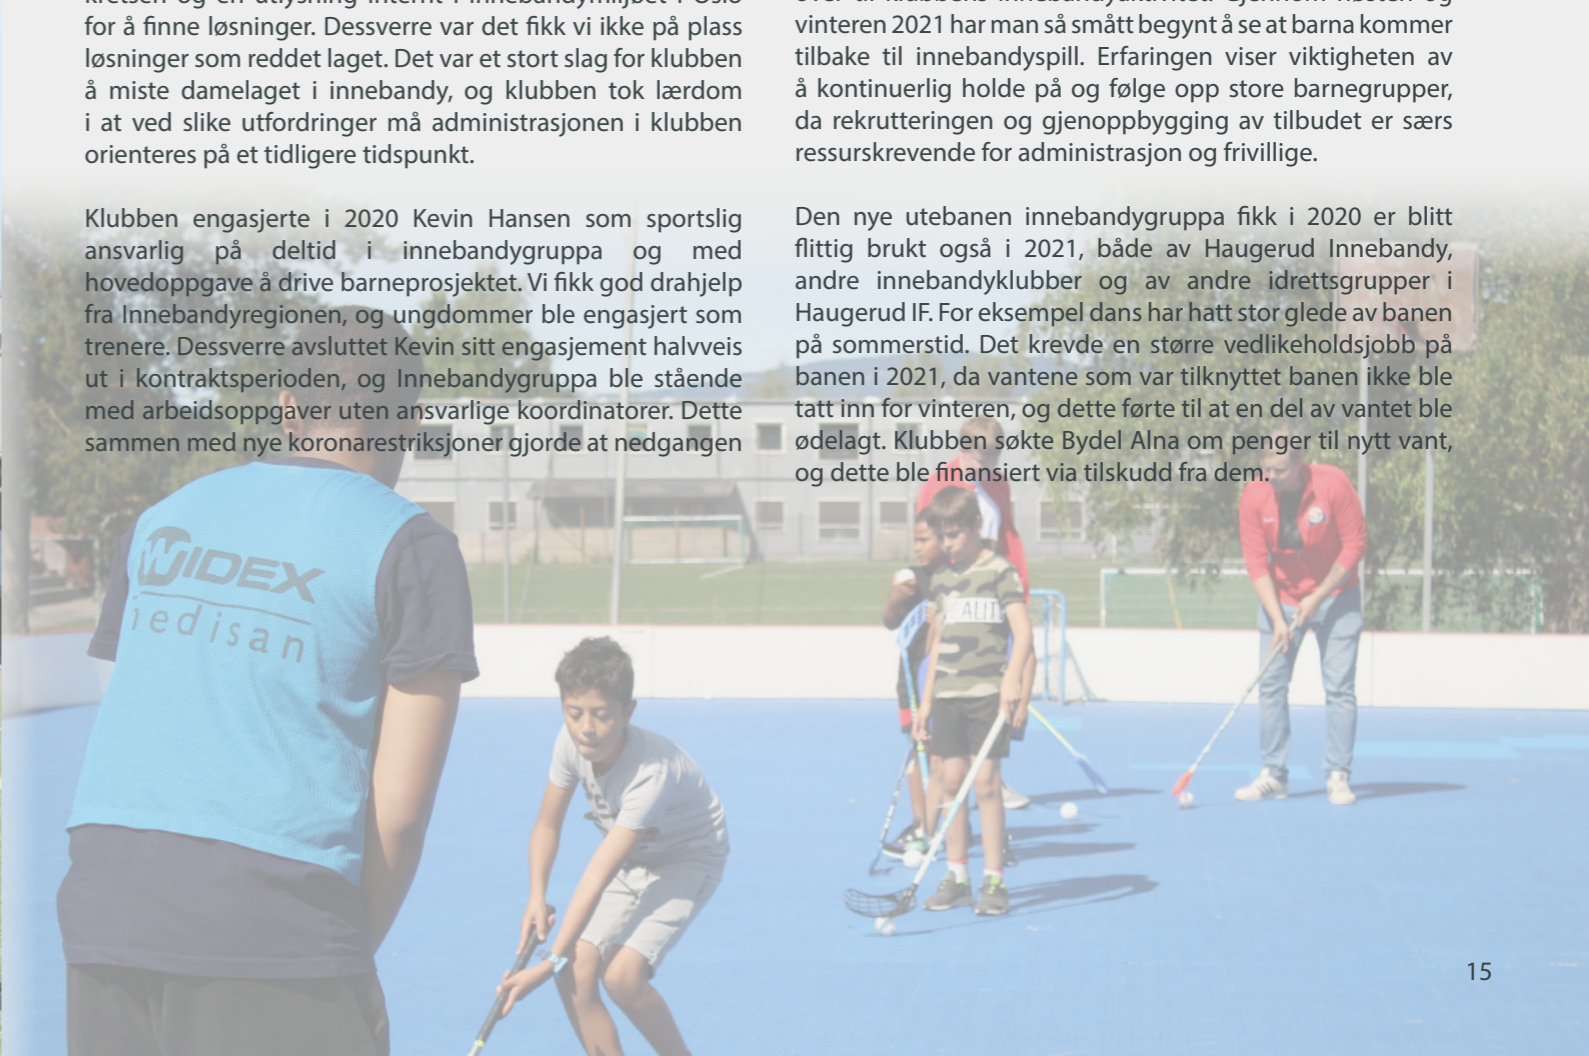 for å finne løsninger. Dessverre var det fikk vi ikke på plass
løsninger som reddet laget. Det var et stort slag for klubben
å miste damelaget i innebandy, og klubben tok lærdom
i at ved slike utfordringer må administrasjonen i klubben
orienteres på et tidligere tidspunkt.
Klubben engasjerte i 2020 Kevin Hansen som sportslig
ansvarlig på deltid i innebandygruppa og med
hovedoppgave å drive barneprosjektet. Vi fikk god drahjelp
fra Innebandyregionen, og ungdommer ble engasjert som
trenere. Dessverre avsluttet Kevin sitt engasjement halvveis
ut i kontraktsperioden, og Innebandygruppa ble stående
med arbeidsoppgaver uten ansvarlige koordinatorer. Dette
sammen med nye koronarestriksjoner gjorde at nedgangen
vinteren 2021 har man så smått begynt å se at barna kommer
tilbake til innebandyspill. Erfaringen viser viktigheten av
å kontinuerlig holde på og følge opp store barnegrupper,
da rekrutteringen og gjenoppbygging av tilbudet er særs
ressurskrevende for administrasjon og frivillige.
Den nye utebanen innebandygruppa fikk i 2020 er blitt
flittig brukt også i 2021, både av Haugerud Innebandy,
andre innebandyklubber og av andre idrettsgrupper i
Haugerud IF. For eksempel dans har hatt stor glede av banen
på sommerstid. Det krevde en større vedlikeholdsjobb på
banen i 2021, da vantene som var tilknyttet banen ikke ble
tatt inn for vinteren, og dette førte til at en del av vantet ble
ødelagt. Klubben søkte Bydel Alna om penger til nytt vant,
og dette ble finansiert via tilskudd fra dem.
WIDEX
medisan
15